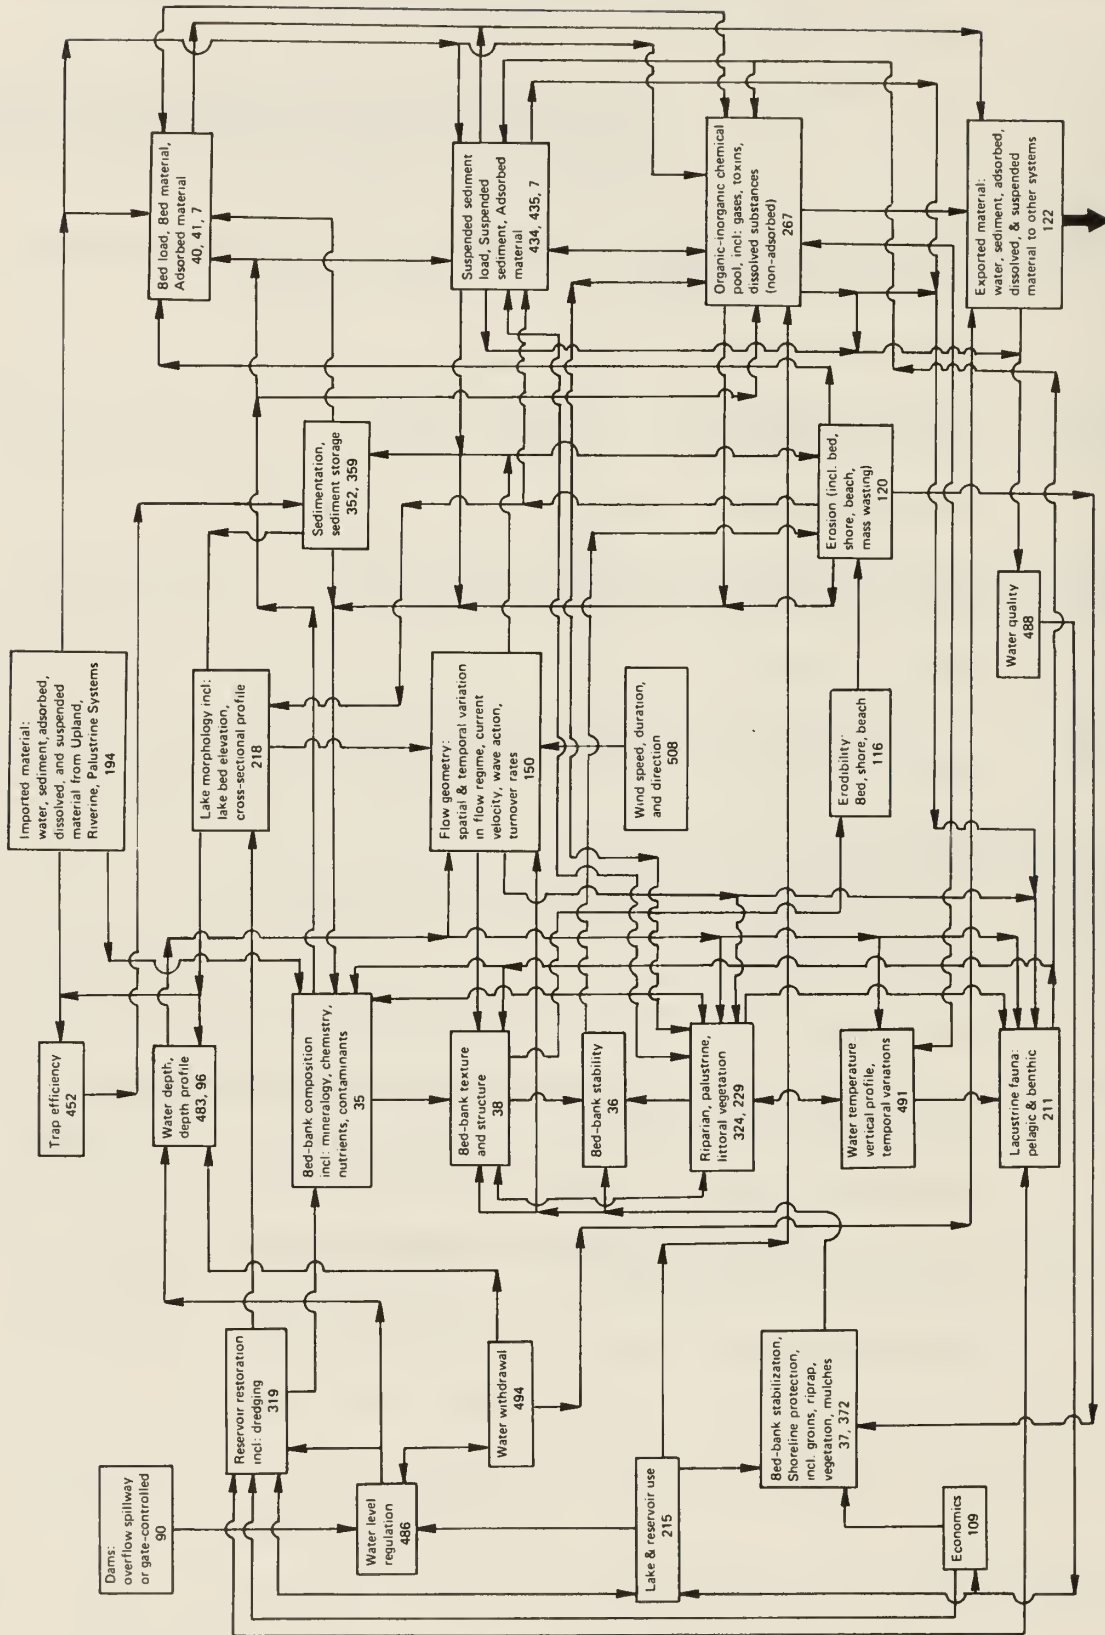 Imported material:
water, sediment, adsorbed,
dissolved, and suspended
material from Upland,
Riverine, Palustrine Systems
194
Bed load, Bed material,
Adsorbed material
40, 41, 7
Trap efficiency
452
Lake morphology incl:
lake bed elevation,
cross-sectional profile
218
Sedimentation,
sediment storage
352, 359
Suspended sediment
load, Suspended
sediment, Adsorbed
material
434, 435, 7
Water depth,
depth profile
483, 96
Flow geometry:
spatial & temporal variation
in flow regime, current
velocity, wave action,
turnover rates
150
Wind speed, duration,
and direction
508
Organic-inorganic chemical
pool, incl: gases, toxins,
dissolved substances
(non-adsorbed)
267
Dams:
overflow spillway
or gate-controlled
90
Reservoir restoration
incl: dredging
319
Bed-bank composition
incl: mineralogy, chemistry,
nutrients, contaminants
35
Bed-bank texture
and structure
38
Bed-bank stability
36
Erosion (incl. bed,
shore, beach,
mass wasting)
120
Water level
regulation
486
Water withdrawal
494
Riparian, palustrine,
littoral vegetation
324, 229
Erodibility:
Bed, shore, beach
116
Exported material:
water, sediment, adsorbed,
dissolved, & suspended
material to other systems
122
Lake & reservoir use
215
Bed-bank stabilization,
Shoreline protection,
incl. groins, riprap,
vegetation, mulches
37, 372
Water temperature
vertical profile,
temporal variations
491
Water quality
488
Economics
109
Lacustrine fauna:
pelagic & benthic
211